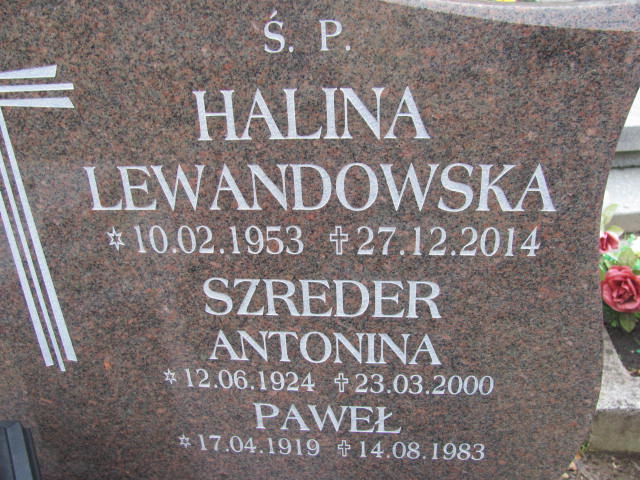 Ś. P.
HALINA
LEWANDOWSKA
✡ 10.02.1953 ✝ 27.12.2014
SZREDER
ANTONINA
✡ 12.06.1924 ✝ 23.03.2000
PAWEŁ
✡ 17.04.1919 ✝ 14.08.1983